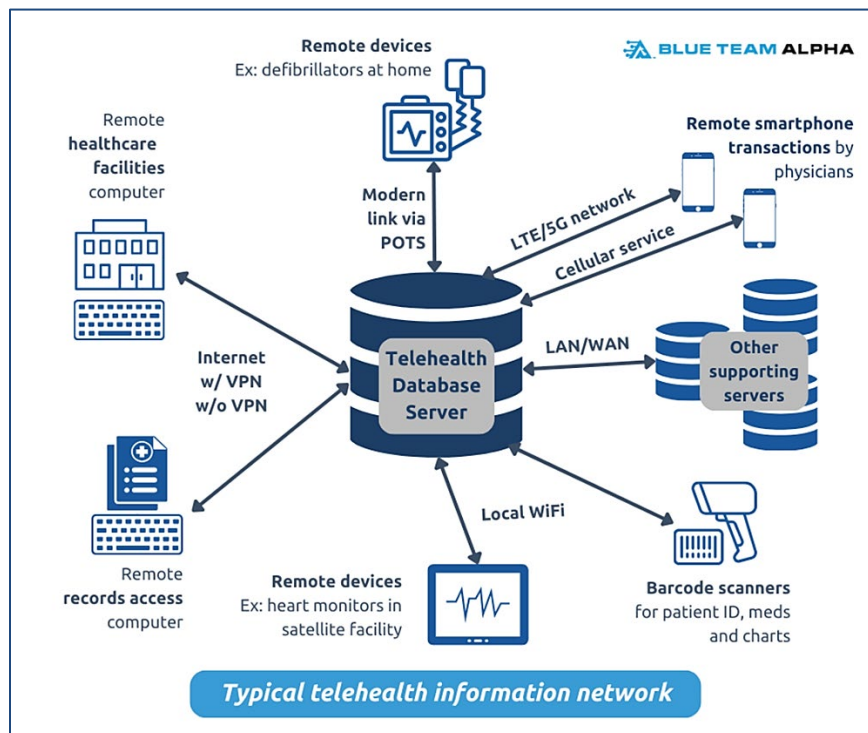 BLUE TEAM ALPHA
Remote devices
Ex: defibrillators at home
Remote
healthcare
facilities
computer
Modern
link via
POTS
LTE/5G network
Cellular service
Remote smartphone
transactions by
physicians
Internet
w/ VPN
w/o VPN
Telehealth
Database
Server
LAN/WAN
Other
supporting
servers
Local WiFi
Remote
records access
computer
Remote devices
Ex: heart monitors in
satellite facility
Barcode scanners
for patient ID, meds
and charts
Typical telehealth information network